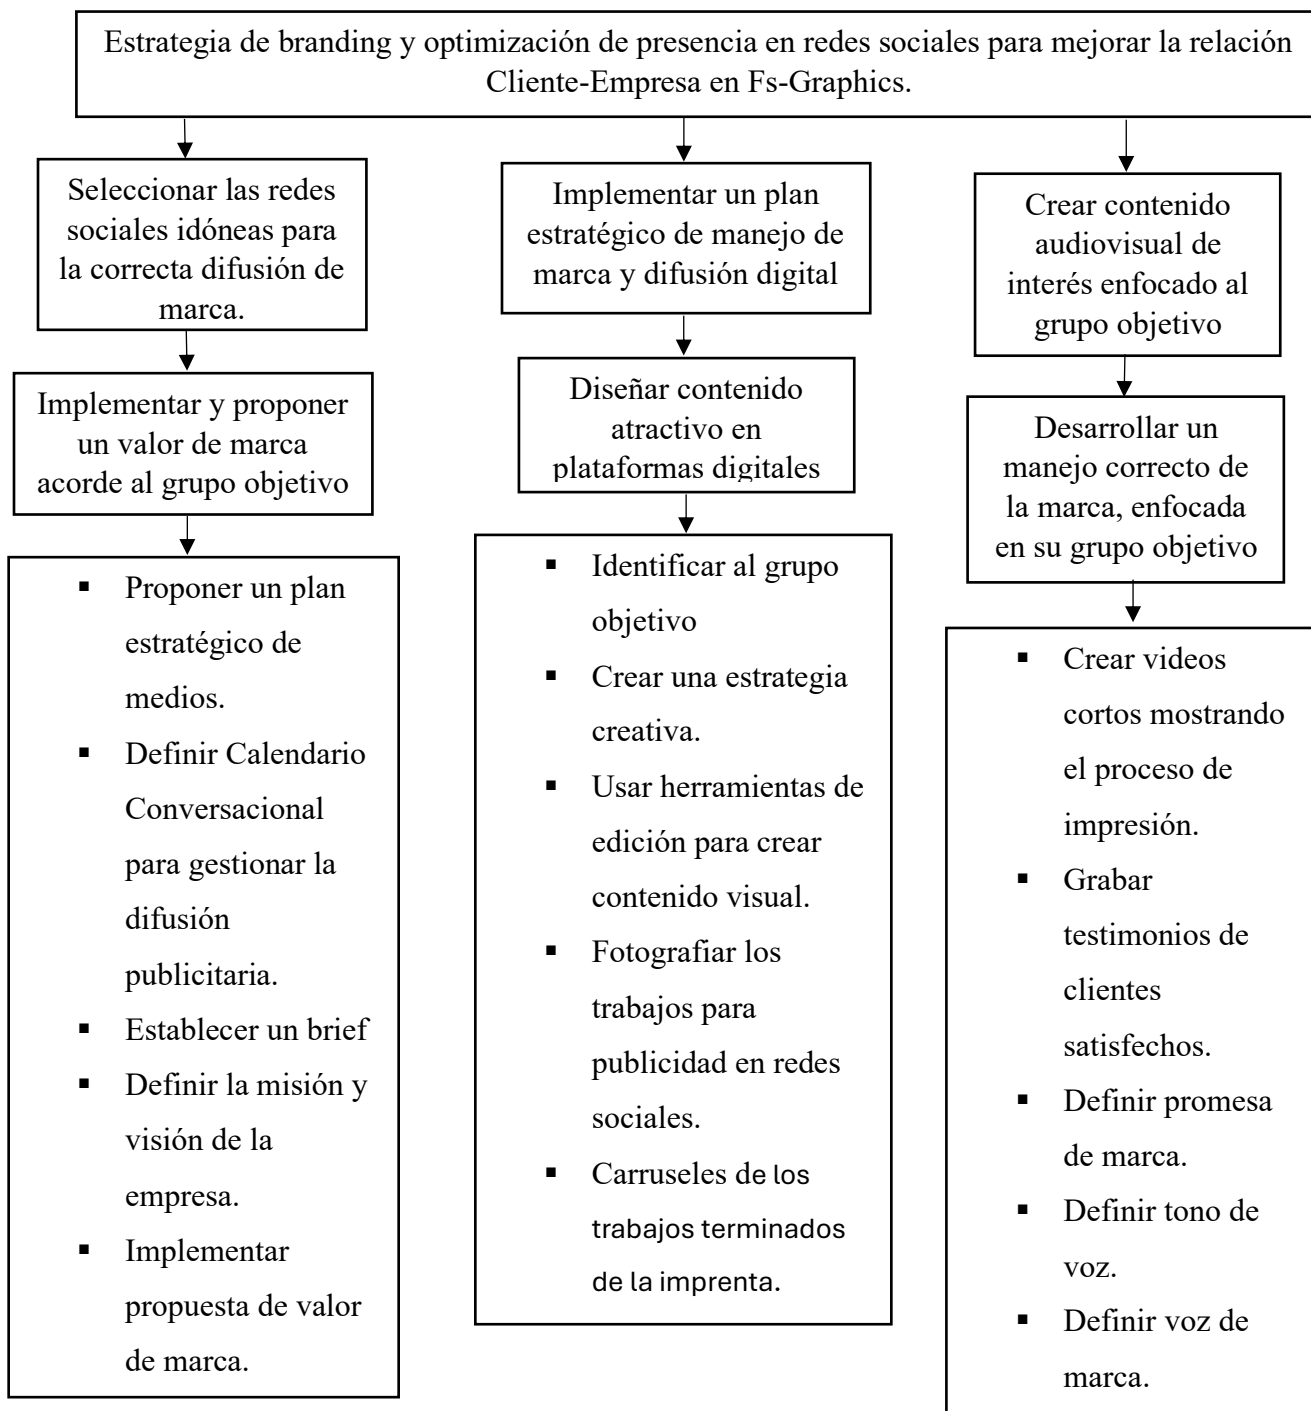 Estrategia de branding y optimización de presencia en redes sociales para mejorar la relación
Cliente-Empresa en Fs-Graphics.
Seleccionar las redes
sociales idóneas para
la correcta difusión de
marca.
Implementar y proponer
un valor de marca
acorde al grupo objetivo
▪ Proponer un plan
estratégico de
medios.
▪ Definir Calendario
Conversacional
para gestionar la
difusión
publicitaria.
▪ Establecer un brief
▪ Definir la misión y
visión de la
empresa.
▪ Implementar
propuesta de valor
de marca.
Implementar un plan
estratégico de manejo de
marca y difusión digital
Diseñar contenido
atractivo en
plataformas digitales
▪ Identificar al grupo
objetivo
▪ Crear una estrategia
creativa.
▪ Usar herramientas de
edición para crear
contenido visual.
▪ Fotografiar los
trabajos para
publicidad en redes
sociales.
▪ Carruseles de los
trabajos terminados
de la imprenta.
Crear contenido
audiovisual de
interés enfocado al
grupo objetivo
Desarrollar un
manejo correcto de
la marca, enfocada
en su grupo objetivo
▪ Crear videos
cortos mostrando
el proceso de
impresión.
▪ Grabar
testimonios de
clientes
satisfechos.
▪ Definir promesa
de marca.
▪ Definir tono de
voz.
▪ Definir voz de
marca.